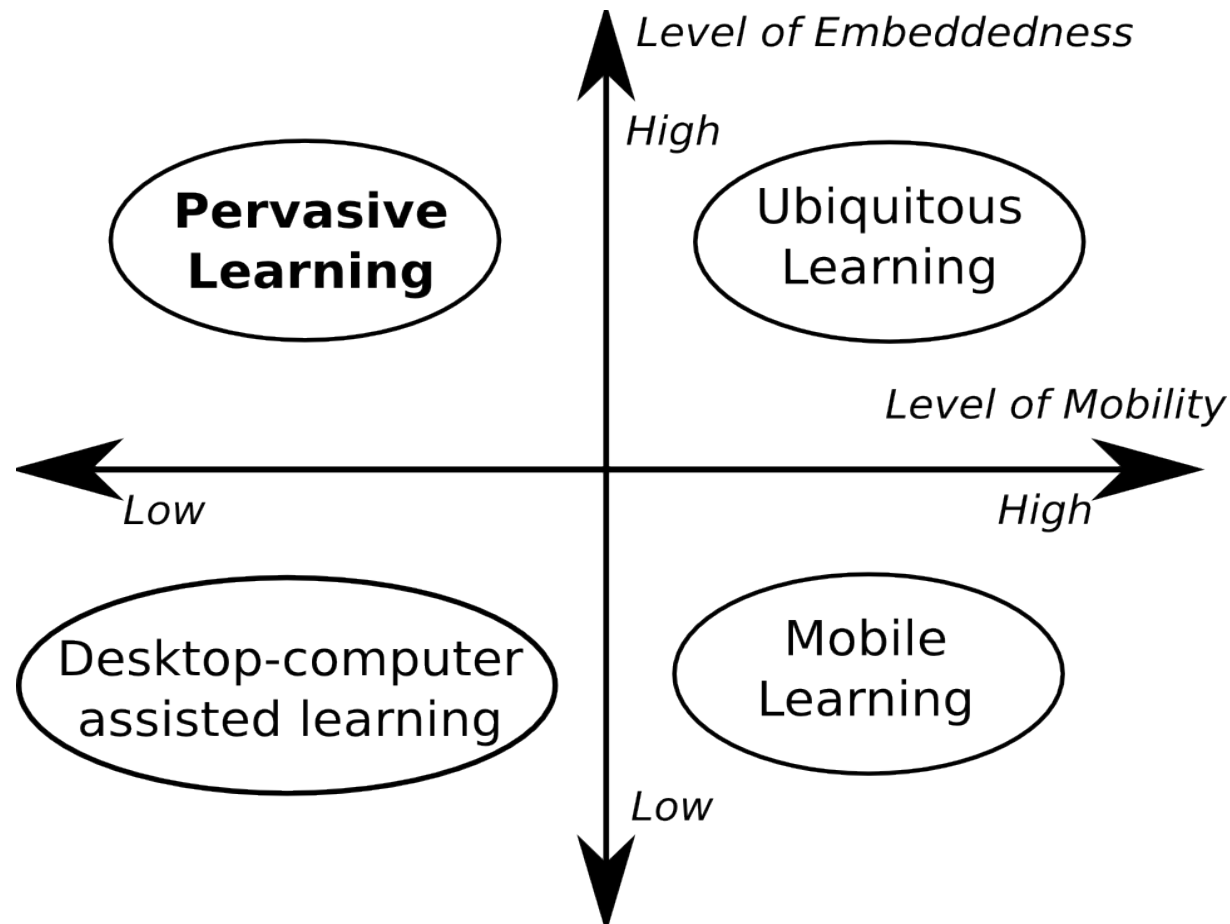 Level of Embeddedness
High
Pervasive
Learning
Ubiquitous
Learning
Level of Mobility
Low
High
Desktop-computer
assisted learning
Mobile
Learning
Low